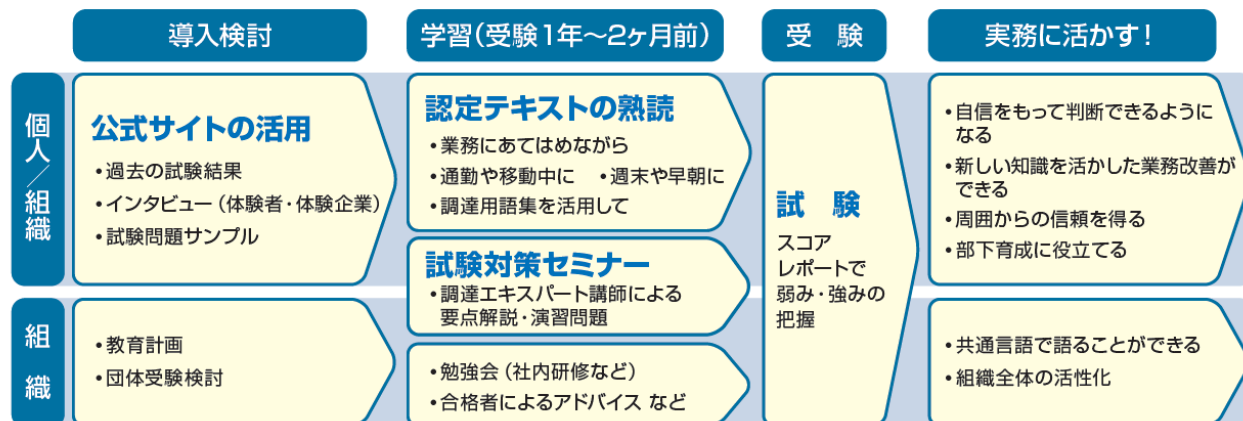 導入検討
学習（受験1年～2ヶ月前）
受　験
実務に活かす！
個人／組織
公式サイトの活用
・過去の試験結果
・インタビュー（体験者・体験企業）
・試験問題サンプル
認定テキストの熟読
・業務にあてはめながら
・通勤や移動中に　・週末や早朝に
・調達用語集を活用して
試験対策セミナー
・調達エキスパート講師による
要点解説・演習問題
試　験
スコア
レポートで
弱み・強みの
把握
・自信をもって判断できるように
なる
・新しい知識を活かした業務改善が
できる
・周囲からの信頼を得る
・部下育成に役立てる
組　織
・教育計画
・団体受験検討
・勉強会（社内研修など）
・合格者によるアドバイス など
・共通言語で語ることができる
・組織全体の活性化